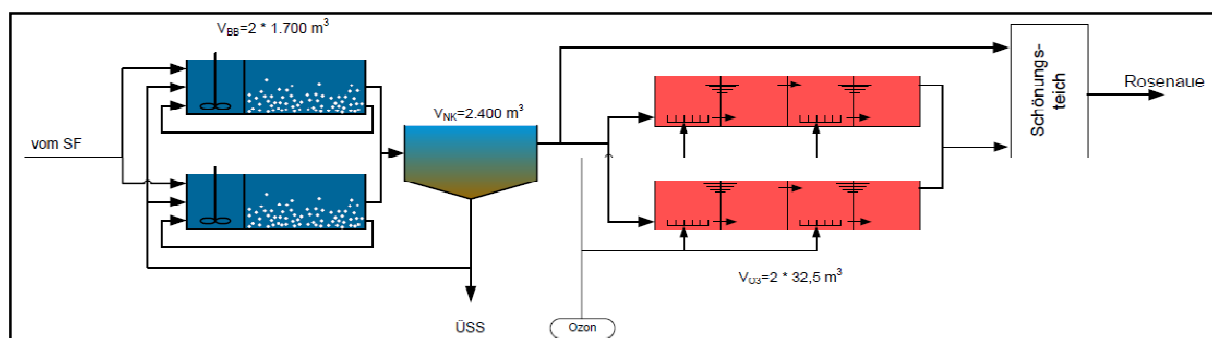 V_BB=2 * 1.700 m³
vom SF
V_NK=2.400 m³
ÜSS
Ozon
V_O3=2 * 32,5 m³
Schönungs-
teich
Rosenaue